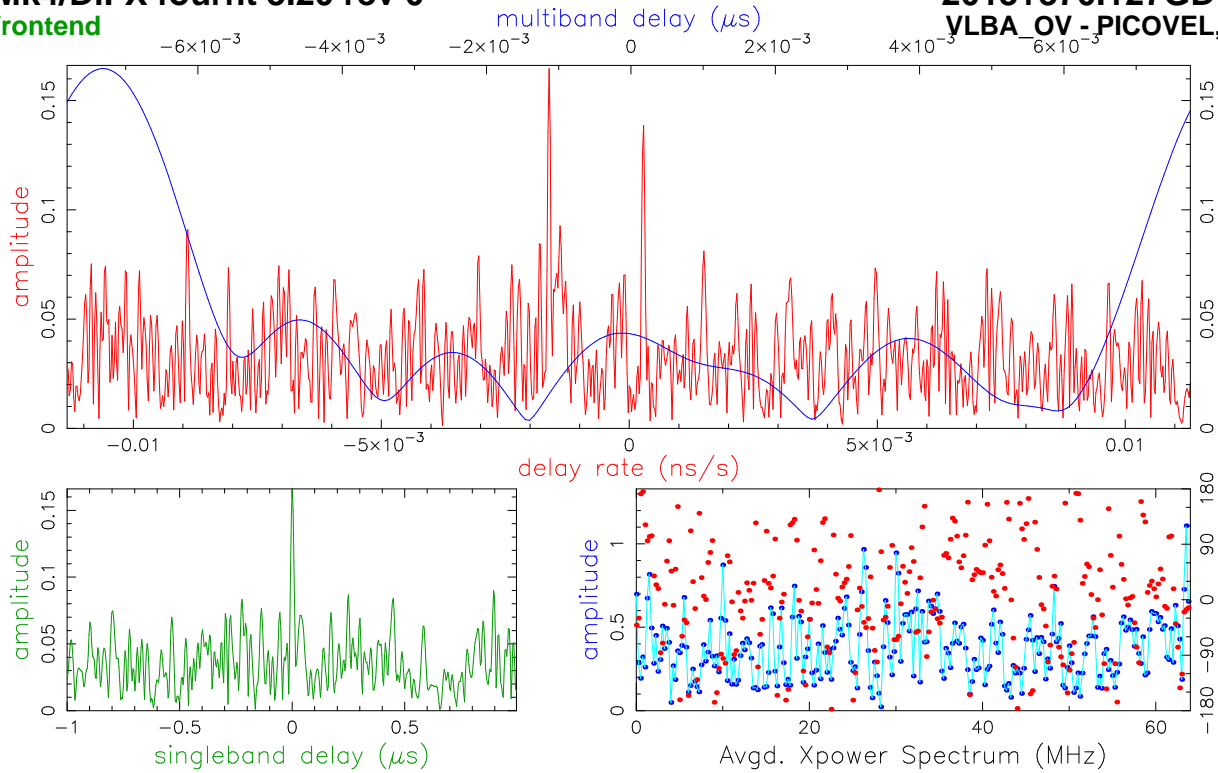 multiband delay (μs)
frontend
VLBA_OV - PICOVEL,
−6×10⁻³ −4×10⁻³ −2×10⁻³ 0 2×10⁻³ 4×10⁻³ 6×10⁻³
amplitude
0 0.05 0.1 0.15
0 0.05 0.1 0.15
−0.01 −5×10⁻³ 0 5×10⁻³ 0.01
delay rate (ns/s)
amplitude
0 0.05 0.1 0.15
−1 −0.5 0 0.5
singleband delay (μs)
amplitude
0 0.5 1
−180 −90 0 90 180
0 20 40 60
Avgd. Xpower Spectrum (MHz)